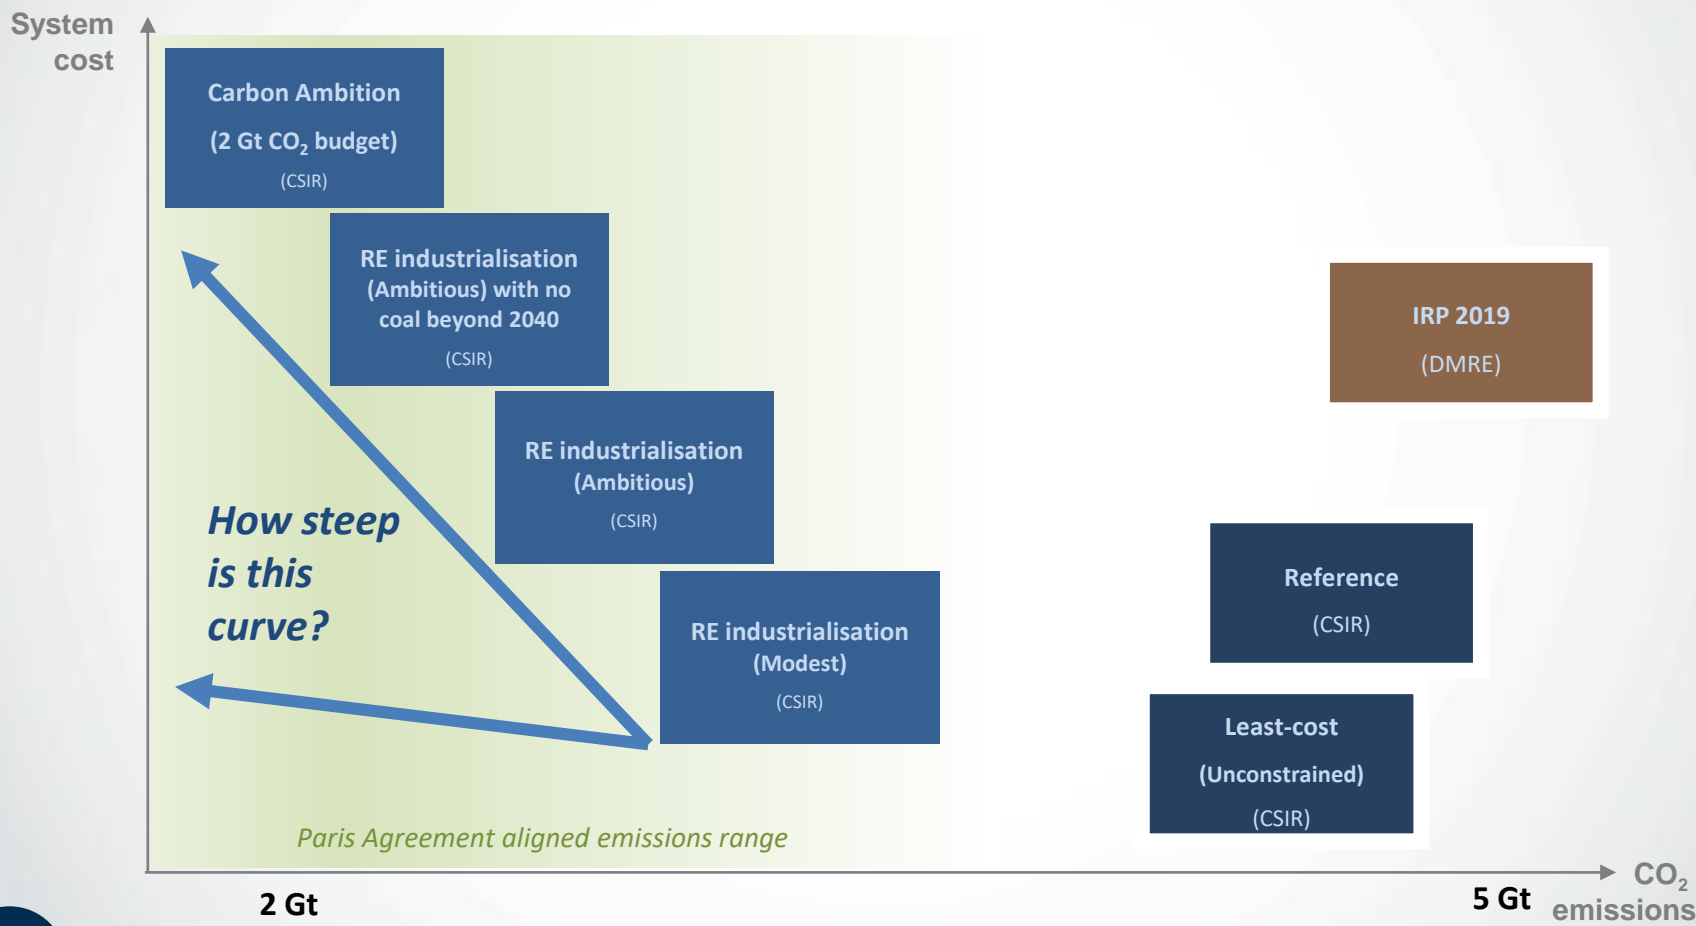 System
cost
Carbon Ambition
(2 Gt CO₂ budget)
(CSIR)
RE industrialisation
(Ambitious) with no
coal beyond 2040
(CSIR)
IRP 2019
(DMRE)
RE industrialisation
(Ambitious)
(CSIR)
How steep
is this
curve?
Reference
(CSIR)
RE industrialisation
(Modest)
(CSIR)
Least-cost
(Unconstrained)
(CSIR)
Paris Agreement aligned emissions range
2 Gt
5 Gt
CO₂
emissions